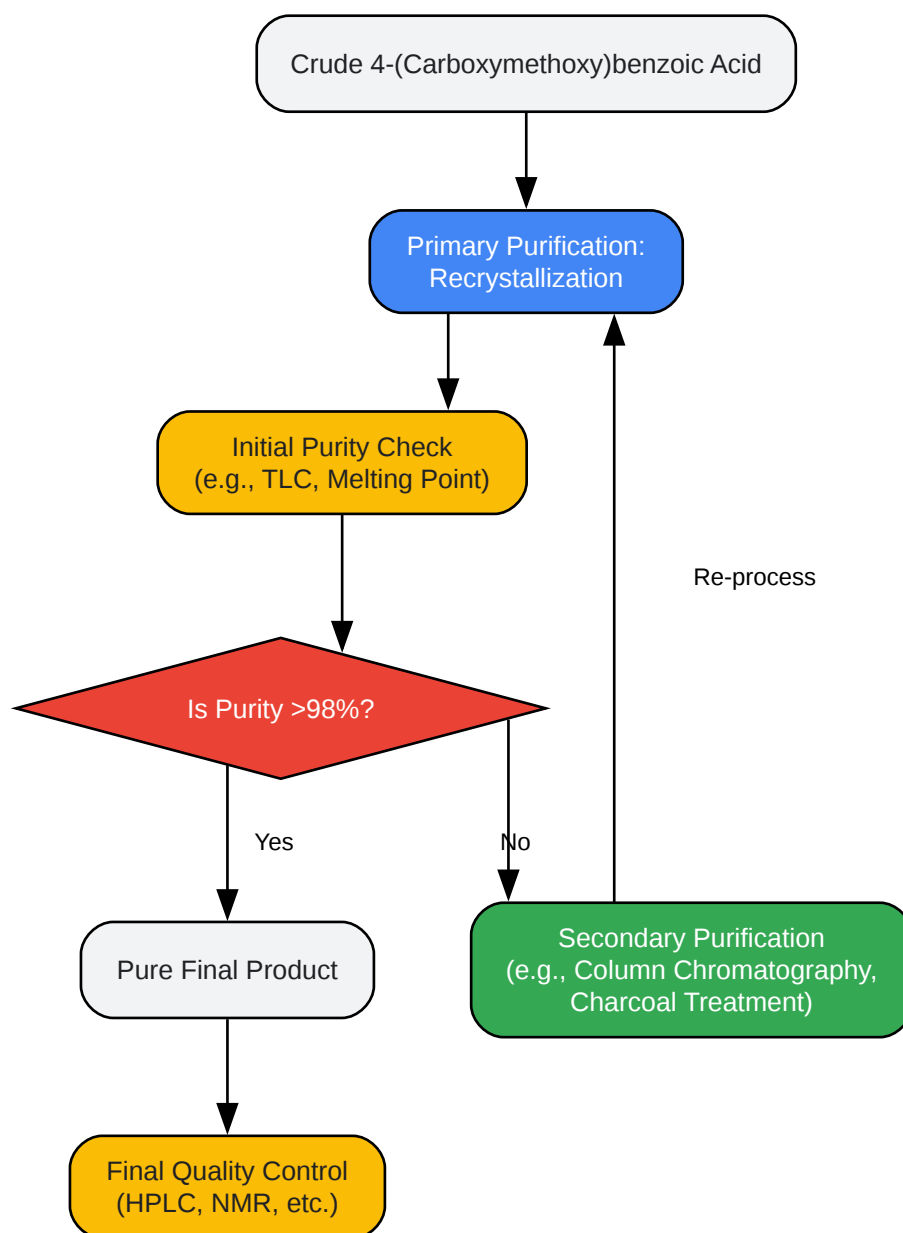 Crude 4-(Carboxymethoxy)benzoic Acid
Primary Purification:
Recrystallization
Initial Purity Check
(e.g., TLC, Melting Point)
Re-process
Is Purity >98%?
Yes
No
Pure Final Product
Secondary Purification
(e.g., Column Chromatography,
Charcoal Treatment)
Final Quality Control
(HPLC, NMR, etc.)